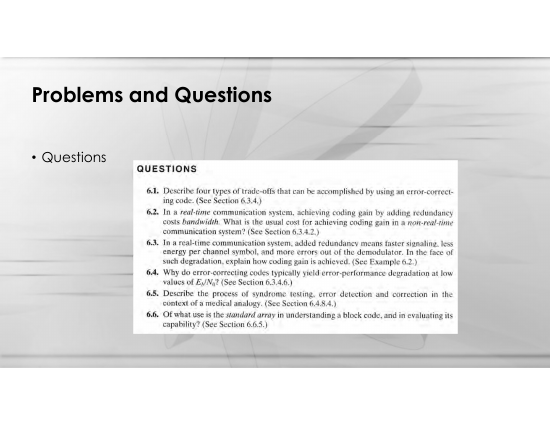 Problems and Questions
• Questions
QUESTIONS
6.1. Describe four types of trade-offs that can be accomplished by using an error-correct-
ing code. (See Section 6.3.4.)
6.2. In a real-time communication system, achieving coding gain by adding redundancy
costs bandwidth. What is the usual cost for achieving coding gain in a non-real-time
communication system? (See Section 6.3.4.2.)
6.3. In a real-time communication system, added redundancy means faster signaling, less
energy per channel symbol, and more errors out of the demodulator. In the face of
such degradation, explain how coding gain is achieved. (See Example 6.2.)
6.4. Why do error-correcting codes typically yield error-performance degradation at low
values of Eb/N0? (See Section 6.3.4.6.)
6.5. Describe the process of syndrome testing, error detection and correction in the
context of a medical analogy. (See Section 6.4.8.4.)
6.6. Of what use is the standard array in understanding a block code, and in evaluating its
capability? (See Section 6.6.5.)